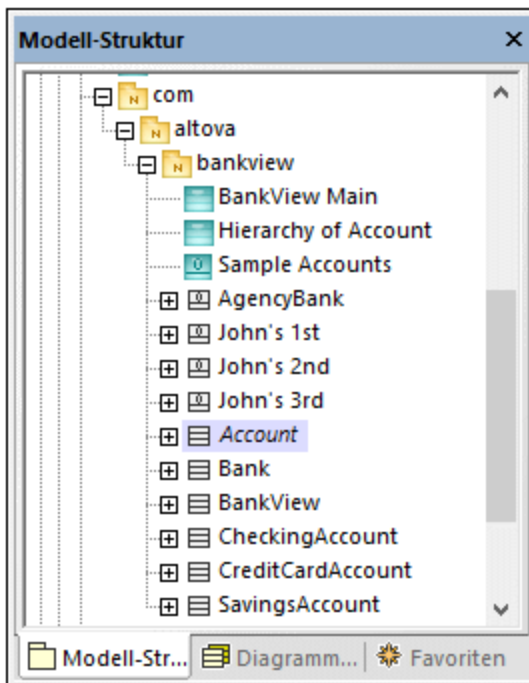 Modell-Struktur
com
altova
bankview
BankView Main
Hierarchy of Account
Sample Accounts
AgencyBank
John's 1st
John's 2nd
John's 3rd
Account
Bank
BankView
CheckingAccount
CreditCardAccount
SavingsAccount
Modell-Str... Diagramm... Favoriten